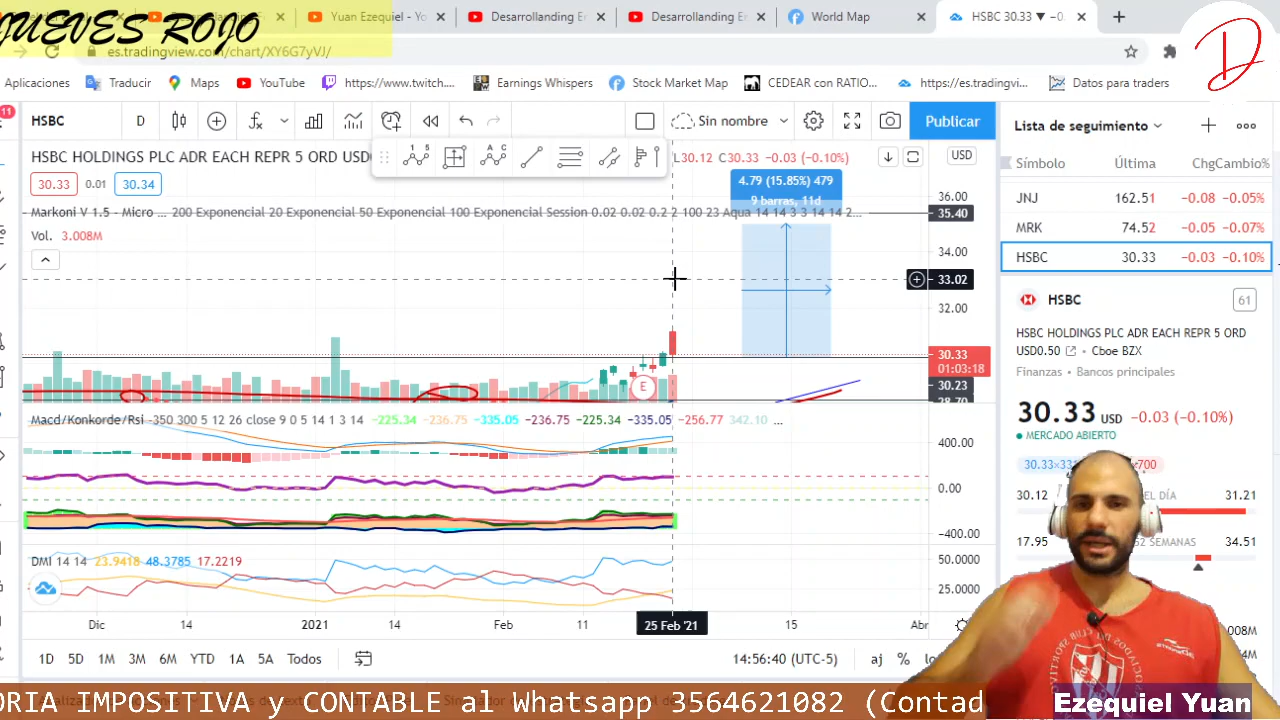 JUEVES ROJO
Yuan Ezequiel - Yo
Desarrollanding E
Desarrollanding E
World Map
HSBC 30.33 ▼ −0.
es.tradingview.com/chart/XY6G7yVJ/
Aplicaciones
Traducir
Maps
YouTube
https://www.twitch....
Earnings Whispers
Stock Market Map
CEDEAR con RATIO...
https://es.tradingvi...
Datos para traders
11
HSBC
D
Sin nombre
Publicar
Lista de seguimiento
HSBC HOLDINGS PLC ADR EACH REPR 5 ORD USD
L30.12 C30.33 −0.03 (−0.10%)
USD
30.33
0.01
30.34
Markoni V 1.5 - Micro ... 200 Exponencial 20 Exponencial 50 Exponencial 100 Exponencial Session 0.02 0.02 0.2 2 100 23 Aqua 14 14 3 3 14 14 2...
Vol. 3.008M
4.79 (15.85%) 479
9 barras, 11d
36.00
35.40
34.00
33.02
32.00
30.33
01:03:18
30.23
28.70
E
Macd/Konkorde/Rsi -350 300 5 12 26 close 9 0 5 14 1 3 14 −225.34 −236.75 −335.05 −236.75 −225.34 −335.05 −256.77 342.10 ...
400.00
0.00
−400.00
DMI 14 14 23.9418 48.3785 17.2219
50.0000
25.0000
Dic
14
2021
14
Feb
11
25 Feb '21
15
Abr
1D
5D
1M
3M
6M
YTD
1A
5A
Todos
14:56:40 (UTC-5)
aj
%
Símbolo
Última
Chg
Cambio%
JNJ
162.51
−0.08
−0.05%
MRK
74.52
−0.05
−0.07%
HSBC
30.33
−0.03
−0.10%
HSBC
61
HSBC HOLDINGS PLC ADR EACH REPR 5 ORD
USD0.50
Cboe BZX
Finanzas
Bancos principales
30.33 USD −0.03 (−0.10%)
MERCADO ABIERTO
30.12
31.21
17.95
SEMANAS
34.51
ORIA IMPOSITIVA y CONTABLE al Whatsapp 3564621082 (Contad
Ezequiel Yuan